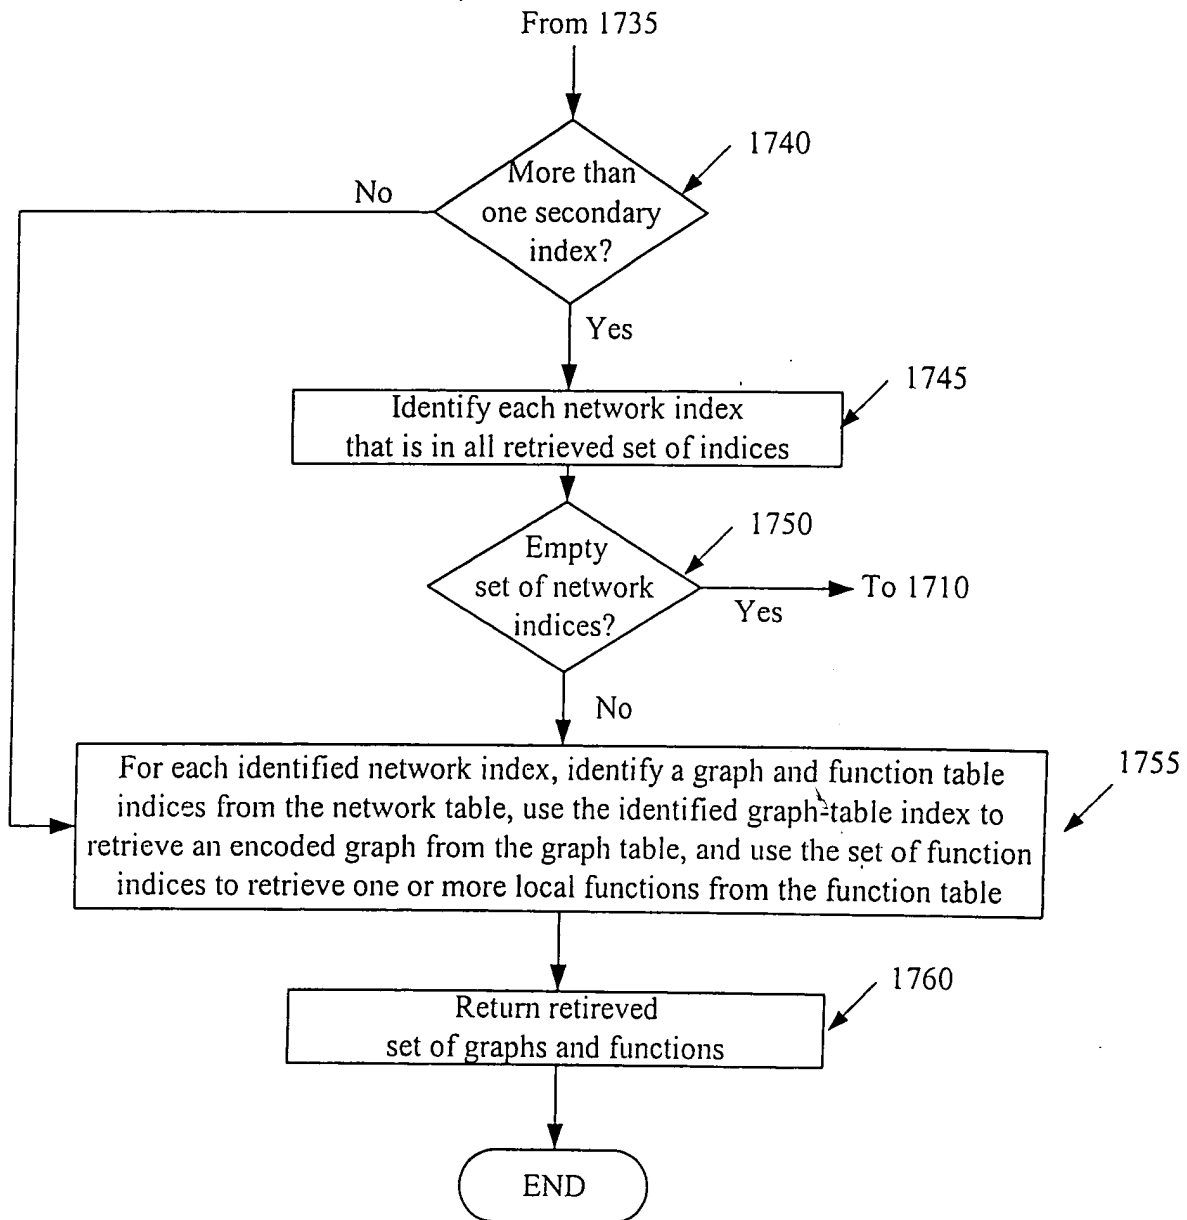 From 1735
1740
More than
one secondary
index?
No
Yes
1745
Identify each network index
that is in all retrieved set of indices
1750
Empty
set of network
indices?
To 1710
Yes
No
1755
For each identified network index, identify a graph and function table
indices from the network table, use the identified graph-table index to
retrieve an encoded graph from the graph table, and use the set of function
indices to retrieve one or more local functions from the function table
1760
Return retireved
set of graphs and functions
END